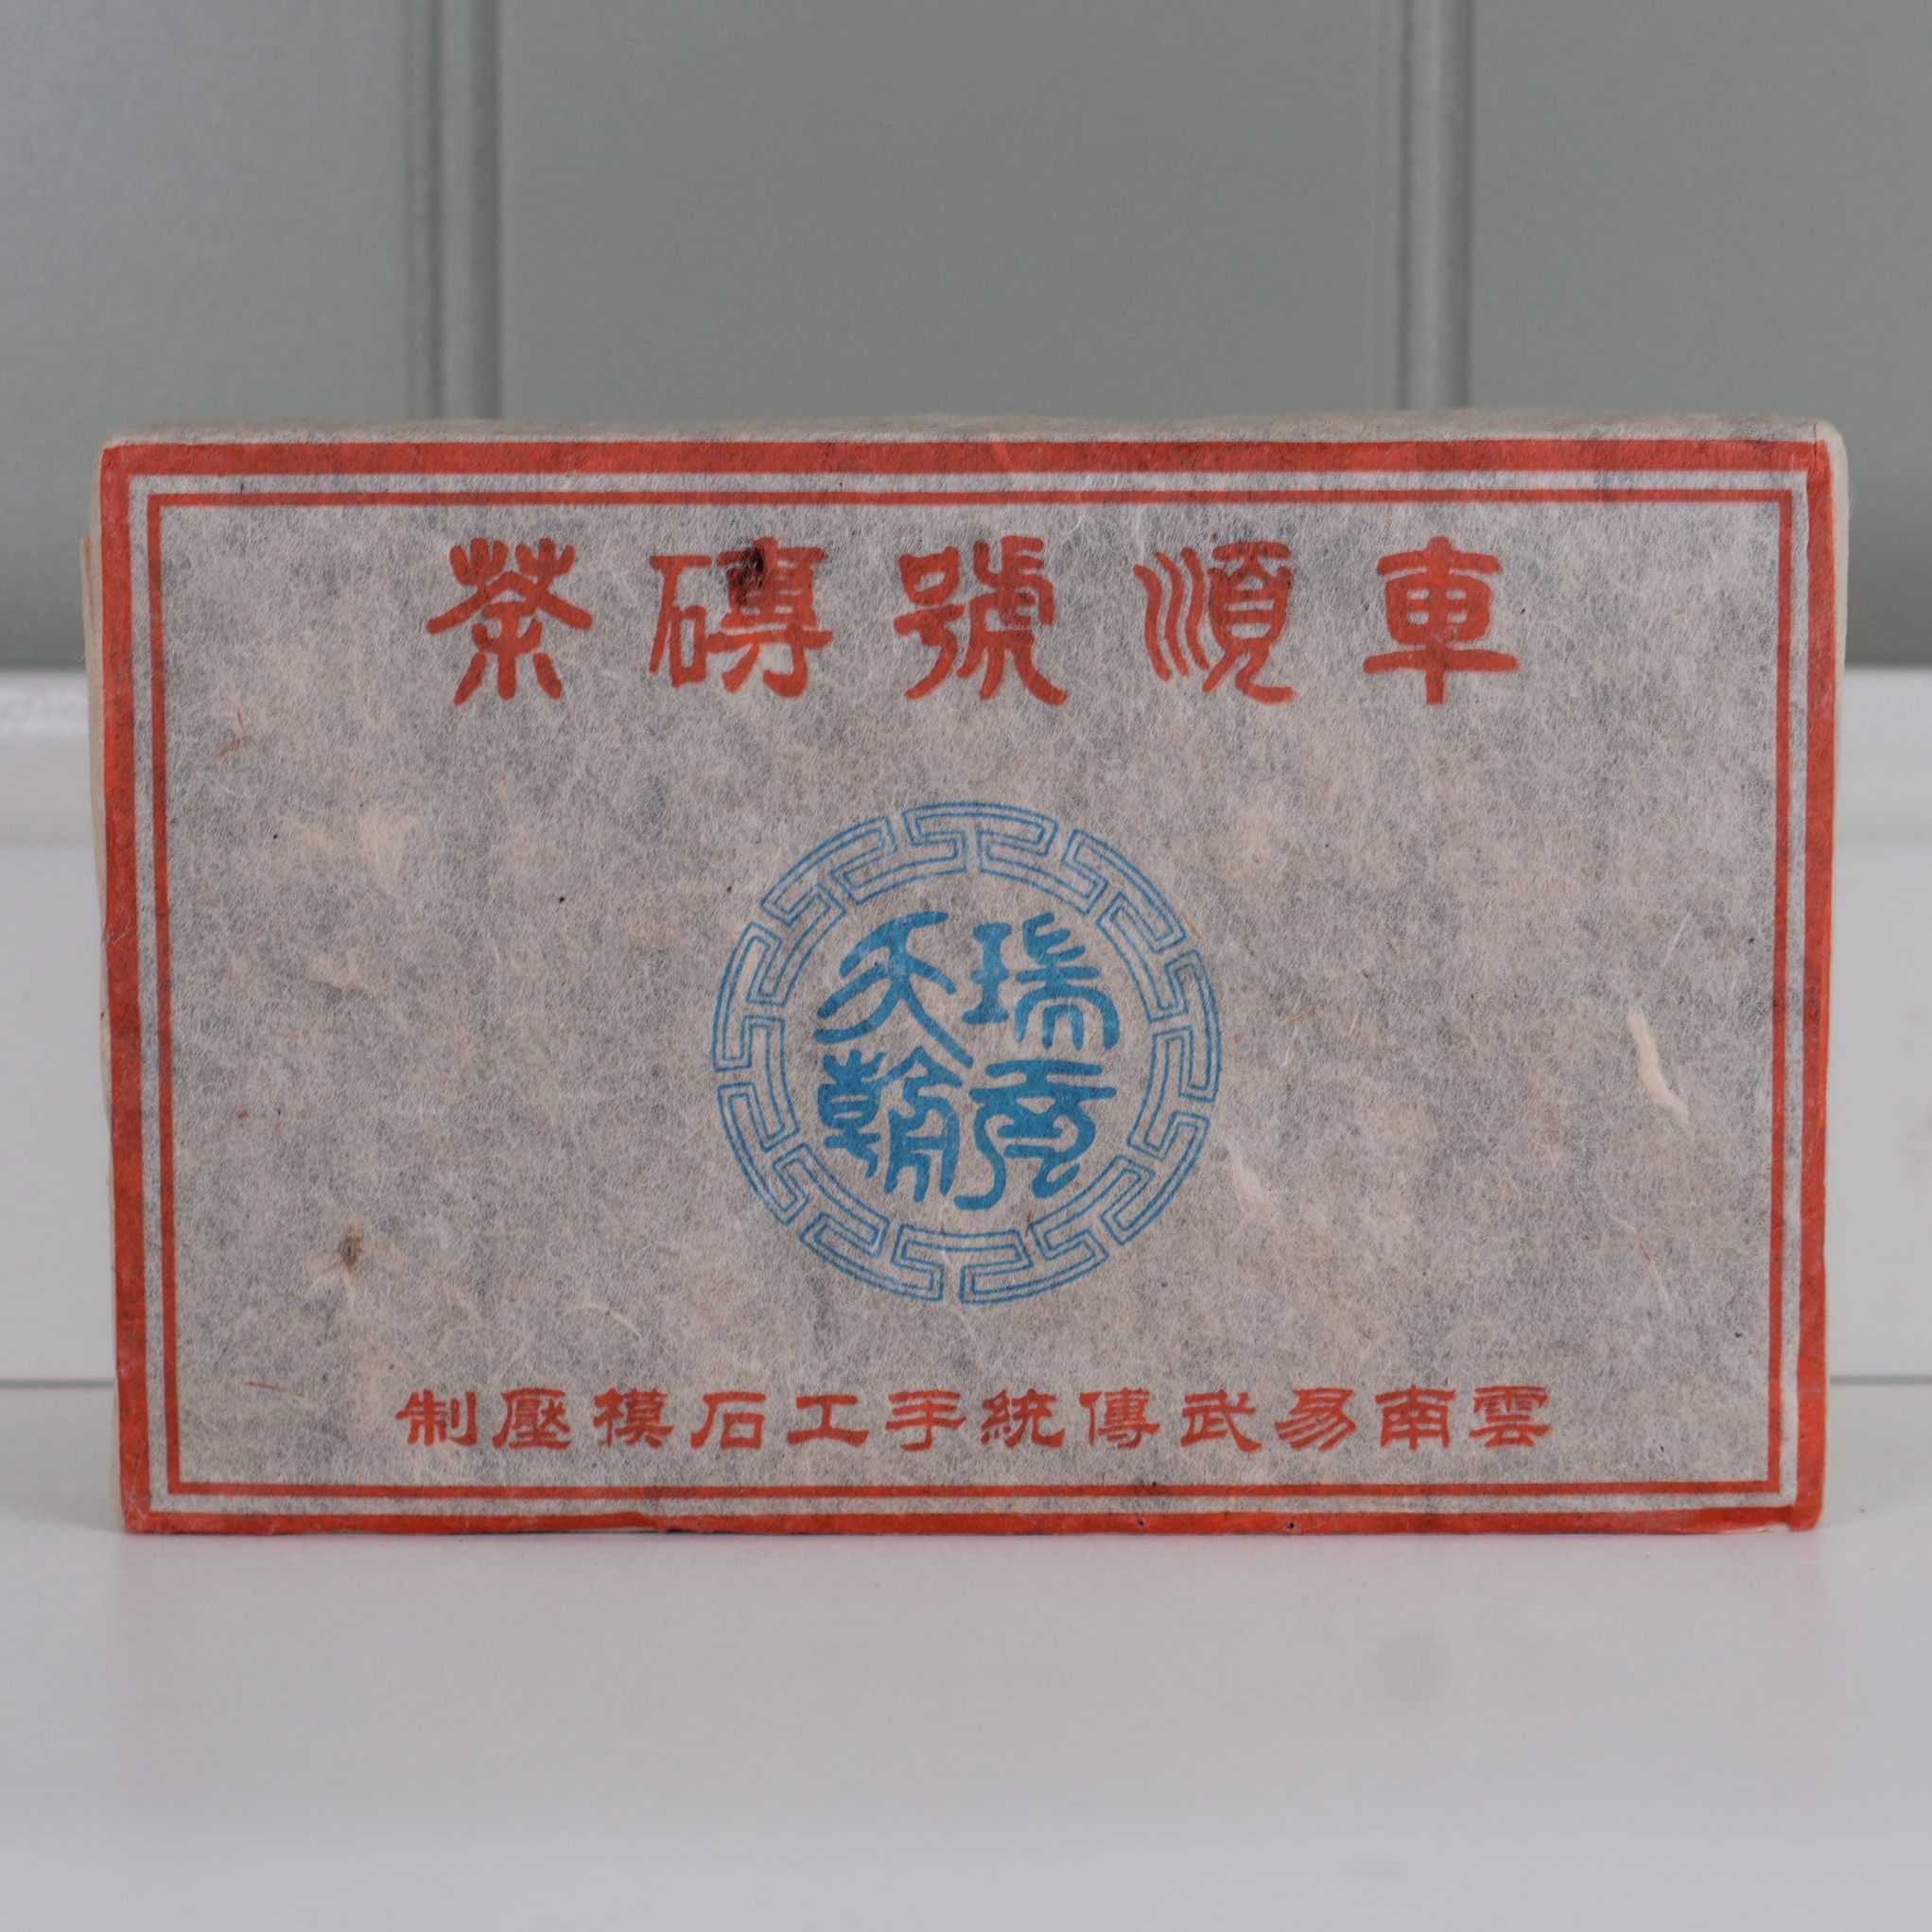 車順號磚茶
瑞貢
天朝
雲南易武傳統手工石模壓制